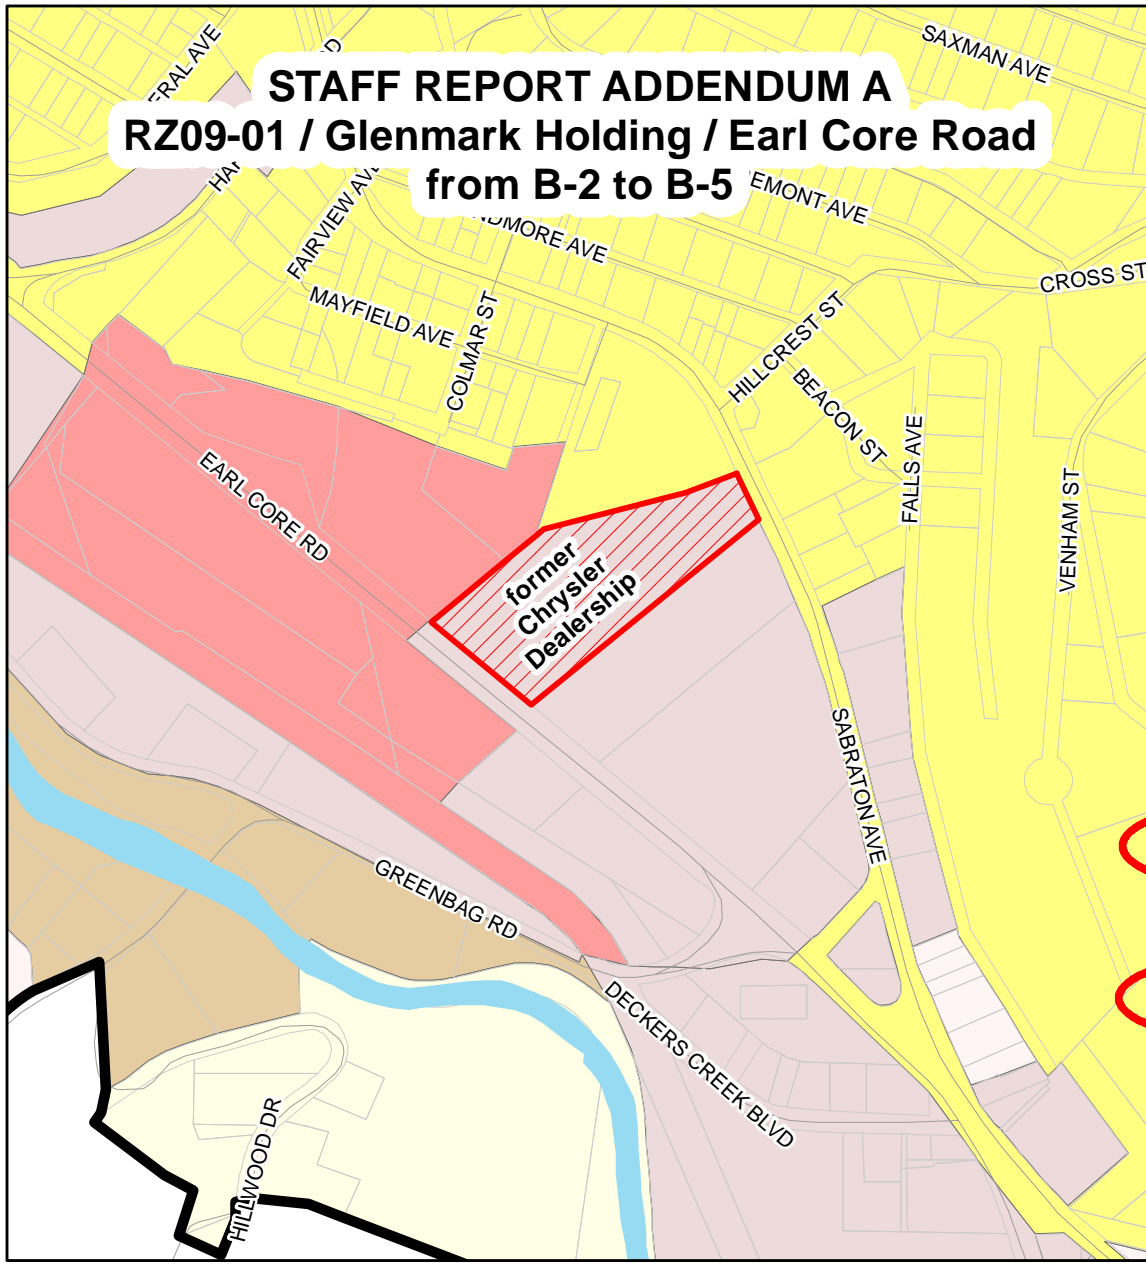 SAXMAN AVE
STAFF REPORT ADDENDUM A
RZ09-01 / Glenmark Holding / Earl Core Road
from B-2 to B-5
FAIRVIEW AVE
CROSS ST
MAYFIELD AVE
COLMAR ST
HILLCREST ST
BEACON ST
FALLS AVE
VENHAM ST
EARL CORE RD
former
Chrysler
Dealership
SABRATON AVE
GREENBAG RD
DECKERS CREEK BLVD
HILLWOOD DR